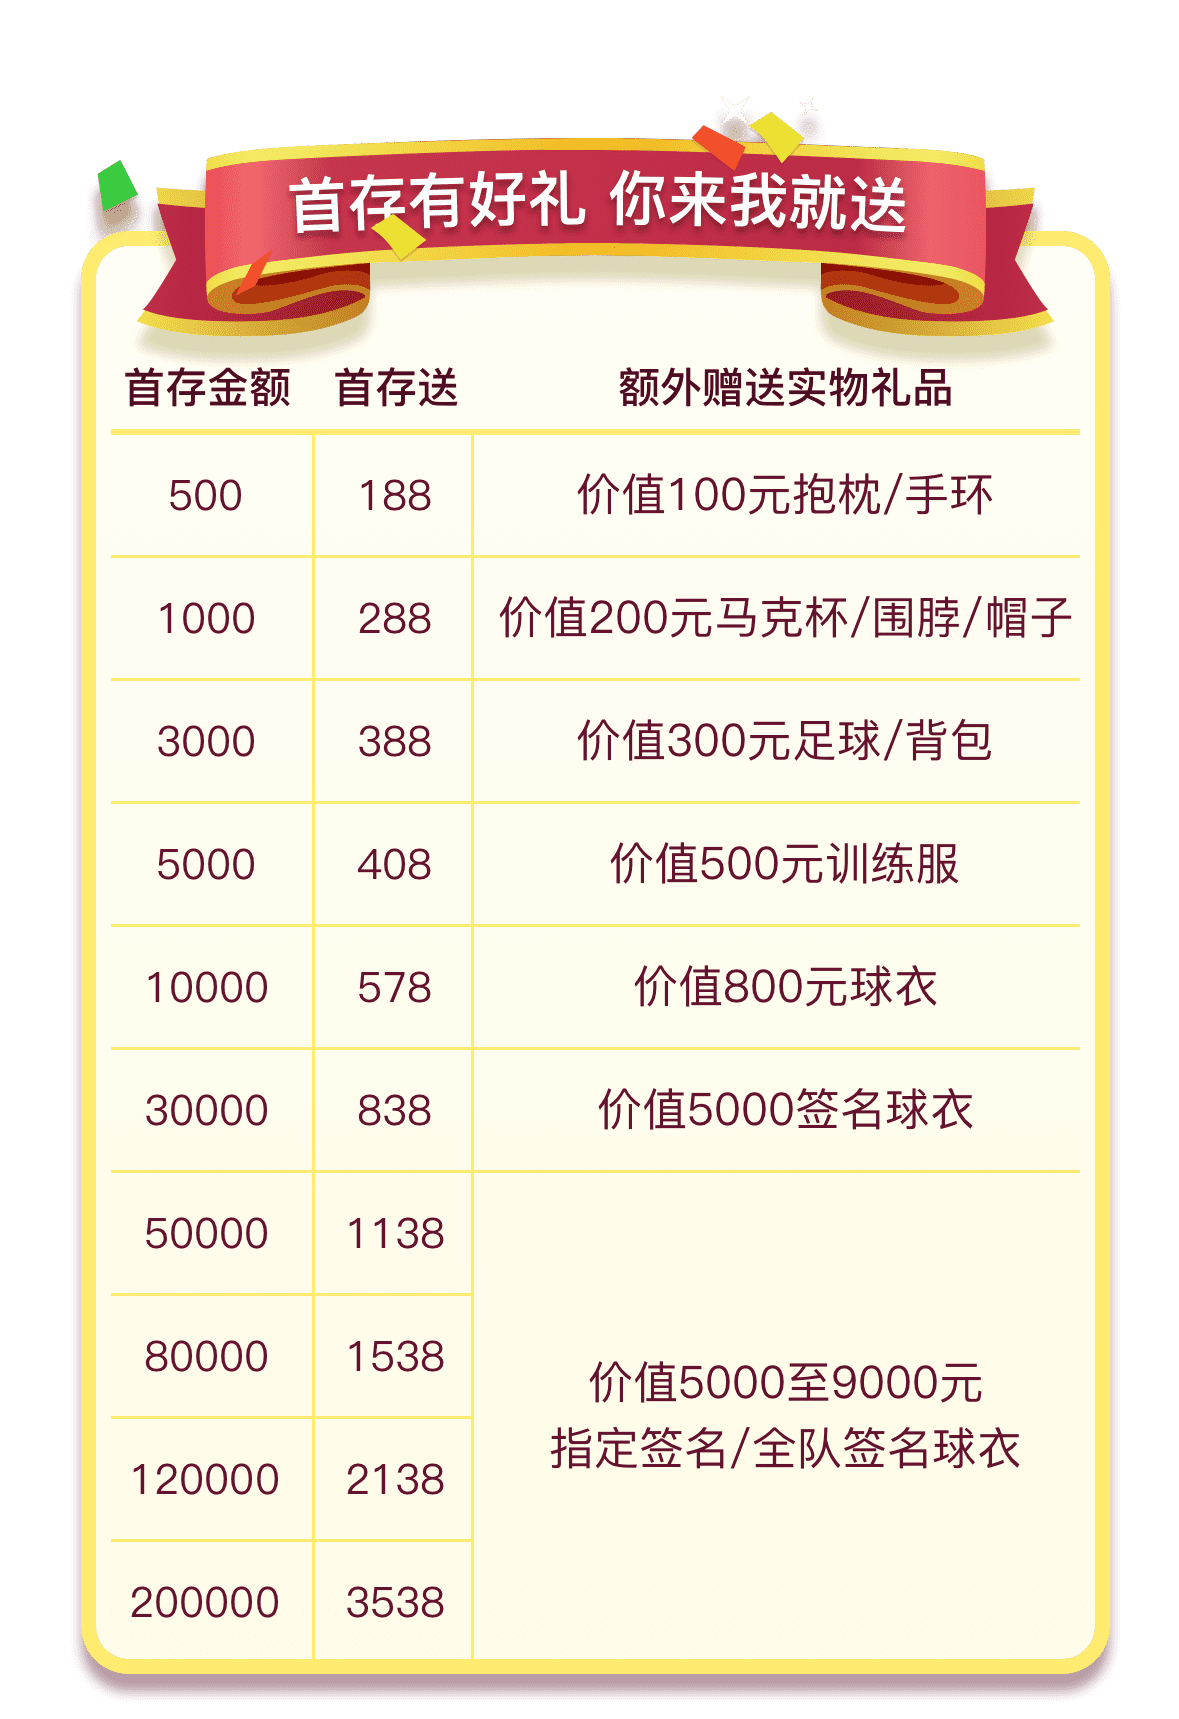 首存有好礼 你来我就送
首存金额 首存送 额外赠送实物礼品
500 188 价值100元抱枕/手环
1000 288 价值200元马克杯/围脖/帽子
3000 388 价值300元足球/背包
5000 408 价值500元训练服
10000 578 价值800元球衣
30000 838 价值5000签名球衣
50000 1138
80000 1538
价值5000至9000元
指定签名/全队签名球衣
120000 2138
200000 3538